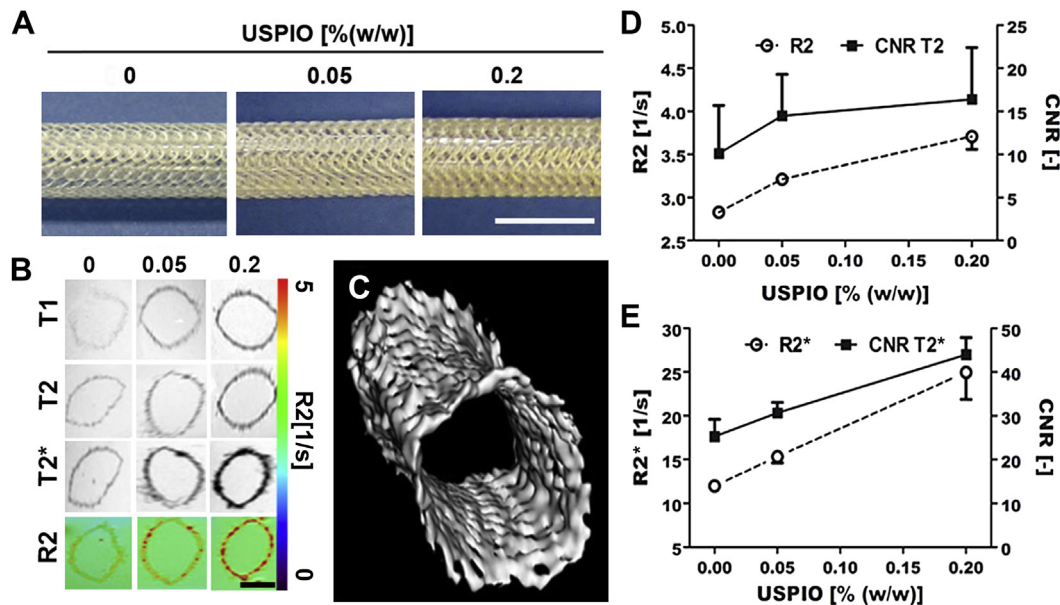 A
USPIO [%(w/w)]
0 0.05 0.2
B
0 0.05 0.2
T1
T2
T2*
R2
5
R2[1/s]
0
C
D
R2 CNR T2
5.0
4.5
4.0
3.5
3.0
2.5
R2 [1/s]
25
20
15
10
5
0
CNR
[-]
0.00 0.05 0.10 0.15 0.20
USPIO [% (w/w)]
E
R2* CNR T2*
30
25
20
15
10
5
R2* [1/s]
50
40
30
20
10
0
CNR
[-]
0.00 0.05 0.10 0.15 0.20
USPIO [% (w/w)]